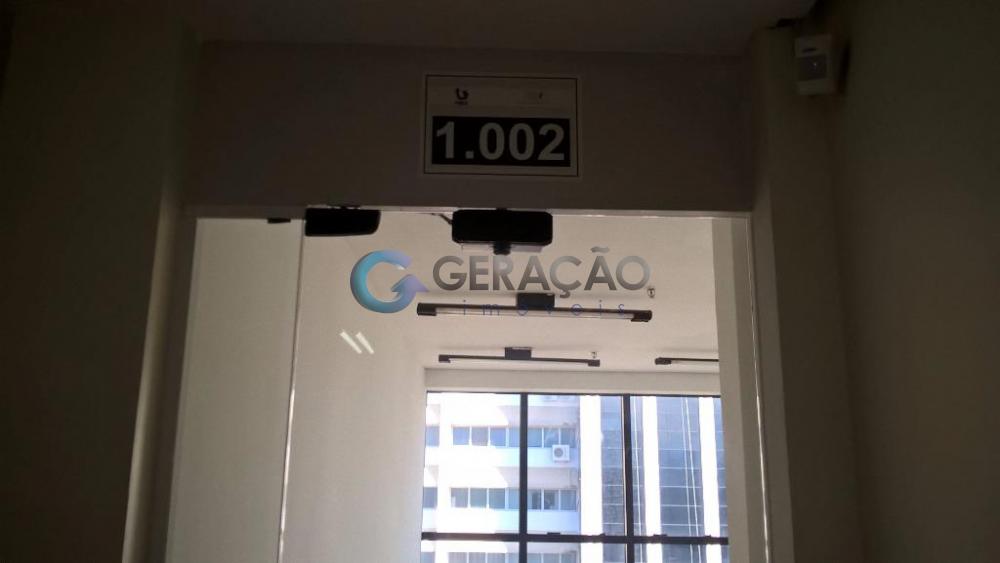 1.002
GERAÇÃO
imóveis